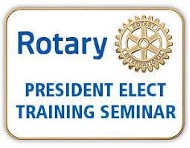 Rotary
PRESIDENT ELECT
TRAINING SEMINAR